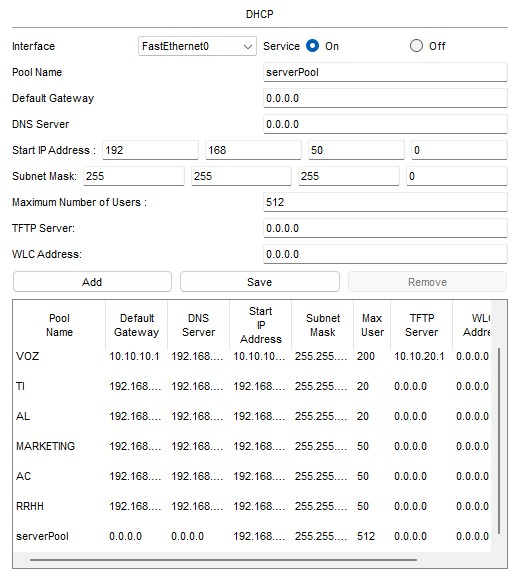 DHCP
Interface FastEthernet0 Service On Off
Pool Name serverPool
Default Gateway 0.0.0.0
DNS Server 0.0.0.0
Start IP Address : 192 168 50 0
Subnet Mask: 255 255 255 0
Maximum Number of Users : 512
TFTP Server: 0.0.0.0
WLC Address: 0.0.0.0
Add Save Remove
Pool Name Default Gateway DNS Server Start IP Address Subnet Mask Max User TFTP Server WLC Addre
VOZ 10.10.10.1 192.168.... 10.10.10... 255.255.... 200 10.10.20.1 0.0.0.0
TI 192.168.... 192.168.... 192.168.... 255.255.... 20 0.0.0.0 0.0.0.0
AL 192.168.... 192.168.... 192.168.... 255.255.... 20 0.0.0.0 0.0.0.0
MARKETING 192.168.... 192.168.... 192.168.... 255.255.... 50 0.0.0.0 0.0.0.0
AC 192.168.... 192.168.... 192.168.... 255.255.... 50 0.0.0.0 0.0.0.0
RRHH 192.168.... 192.168.... 192.168.... 255.255.... 50 0.0.0.0 0.0.0.0
serverPool 0.0.0.0 0.0.0.0 192.168.... 255.255.... 512 0.0.0.0 0.0.0.0